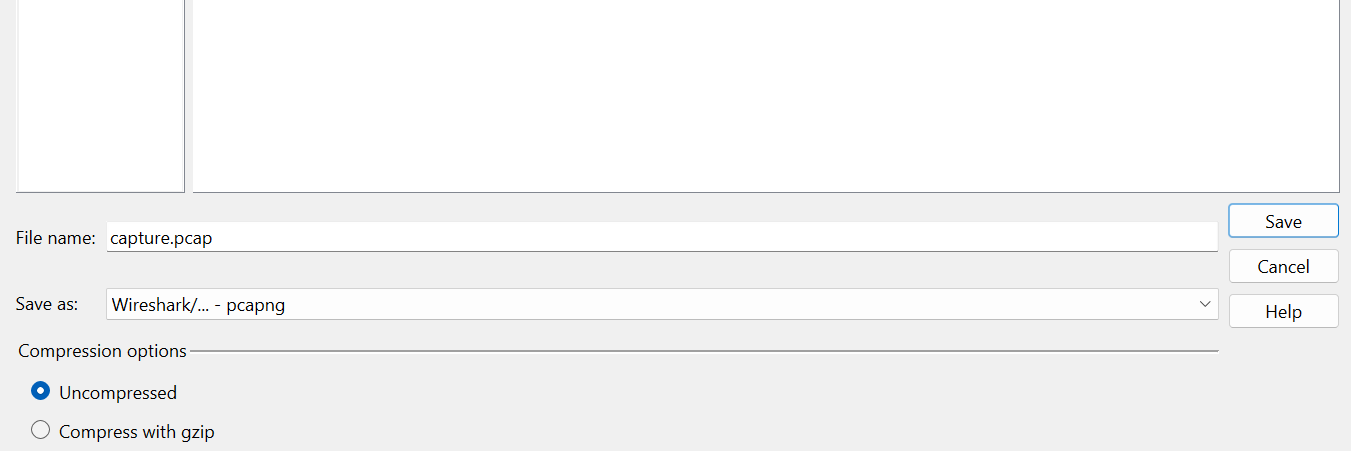 File name: capture.pcap
Save
Cancel
Save as: Wireshark/... - pcapng
Help
Compression options
Uncompressed
Compress with gzip